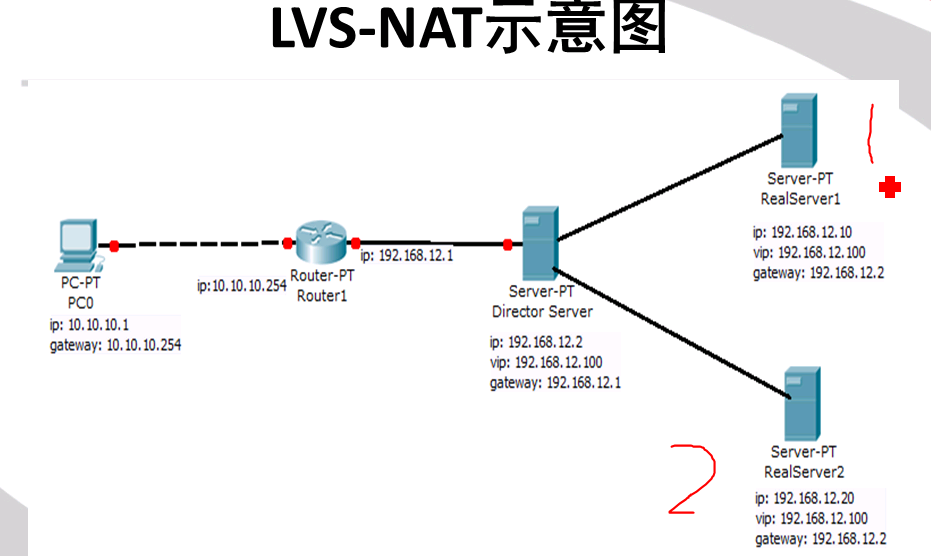 LVS-NAT示意图
1
Server-PT
RealServer1
ip: 192.168.12.10
vip: 192.168.12.100
gateway: 192.168.12.2
ip: 192.168.12.1
ip:10.10.10.254
Router-PT
Router1
PC-PT
PC0
ip: 10.10.10.1
gateway: 10.10.10.254
Server-PT
Director Server
ip: 192.168.12.2
vip: 192.168.12.100
gateway: 192.168.12.1
2
Server-PT
RealServer2
ip: 192.168.12.20
vip: 192.168.12.100
gateway: 192.168.12.2